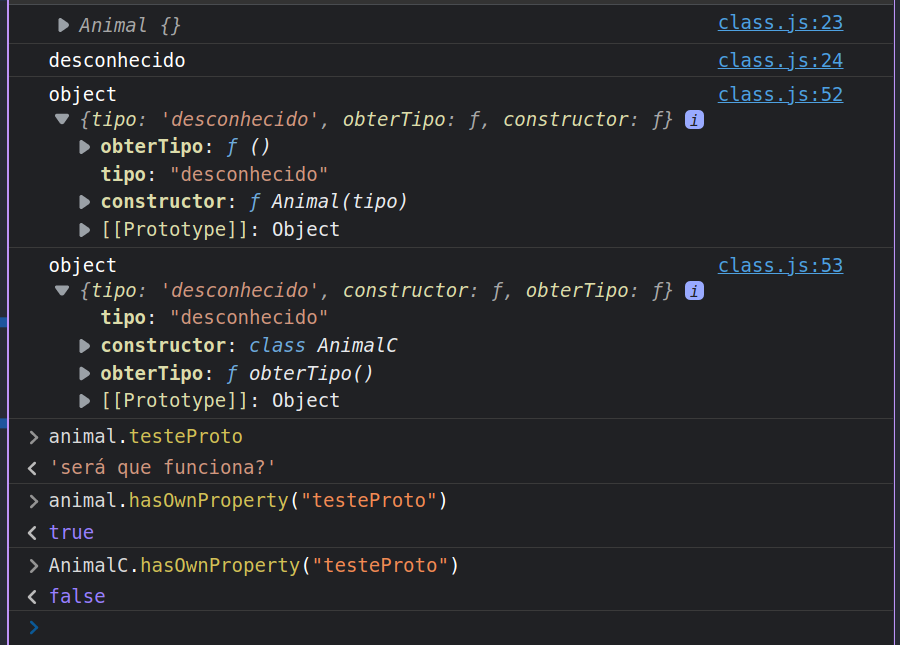 Animal {} class.js:23
desconhecido class.js:24
object class.js:52
{tipo: 'desconhecido', obterTipo: ƒ, constructor: ƒ} i
obterTipo: ƒ ()
tipo: "desconhecido"
constructor: ƒ Animal(tipo)
[[Prototype]]: Object
object class.js:53
{tipo: 'desconhecido', constructor: ƒ, obterTipo: ƒ} i
tipo: "desconhecido"
constructor: class AnimalC
obterTipo: ƒ obterTipo()
[[Prototype]]: Object
animal.testeProto
'será que funciona?'
animal.hasOwnProperty("testeProto")
true
AnimalC.hasOwnProperty("testeProto")
false